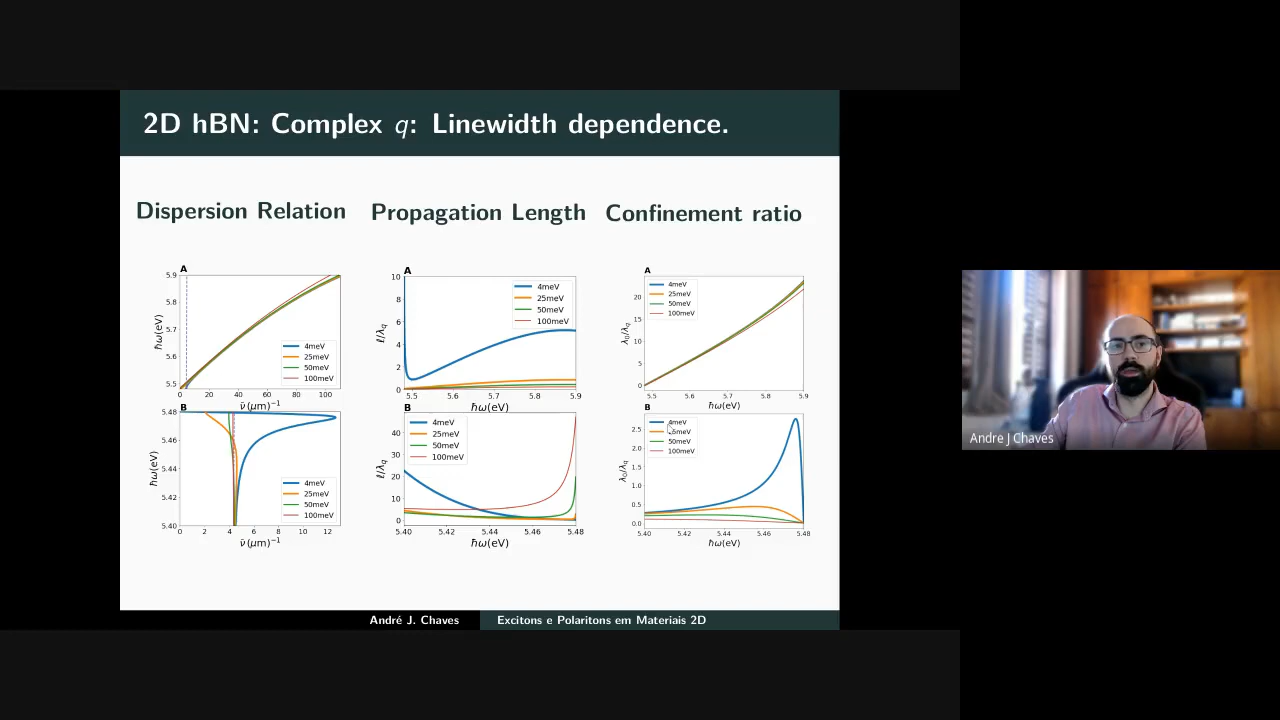 2D hBN: Complex q: Linewidth dependence.
Dispersion Relation
Propagation Length
Confinement ratio
A
5.9
5.8
5.7
5.6
5.5
ħω(eV)
4meV
25meV
50meV
100meV
0 20 40 60 80 100
ν̄(μm)⁻¹
B
5.48
5.46
5.44
5.42
5.40
ħω(eV)
4meV
25meV
50meV
100meV
0 2 4 6 8 10 12
ν̄(μm)⁻¹
A
10
8
6
4
2
0
ℓ/λq
4meV
25meV
50meV
100meV
5.5 5.6 5.7 5.8 5.9
ħω(eV)
B
40
30
20
10
0
ℓ/λq
4meV
25meV
50meV
100meV
5.40 5.42 5.44 5.46 5.48
ħω(eV)
A
20
15
10
5
0
λ0/λq
4meV
25meV
50meV
100meV
5.5 5.6 5.7 5.8 5.9
ħω(eV)
B
2.5
2.0
1.5
1.0
0.5
0.0
λ0/λq
4meV
25meV
50meV
100meV
5.40 5.42 5.44 5.46 5.48
ħω(eV)
André J. Chaves
Excitons e Polaritons em Materiais 2D
Andre J Chaves